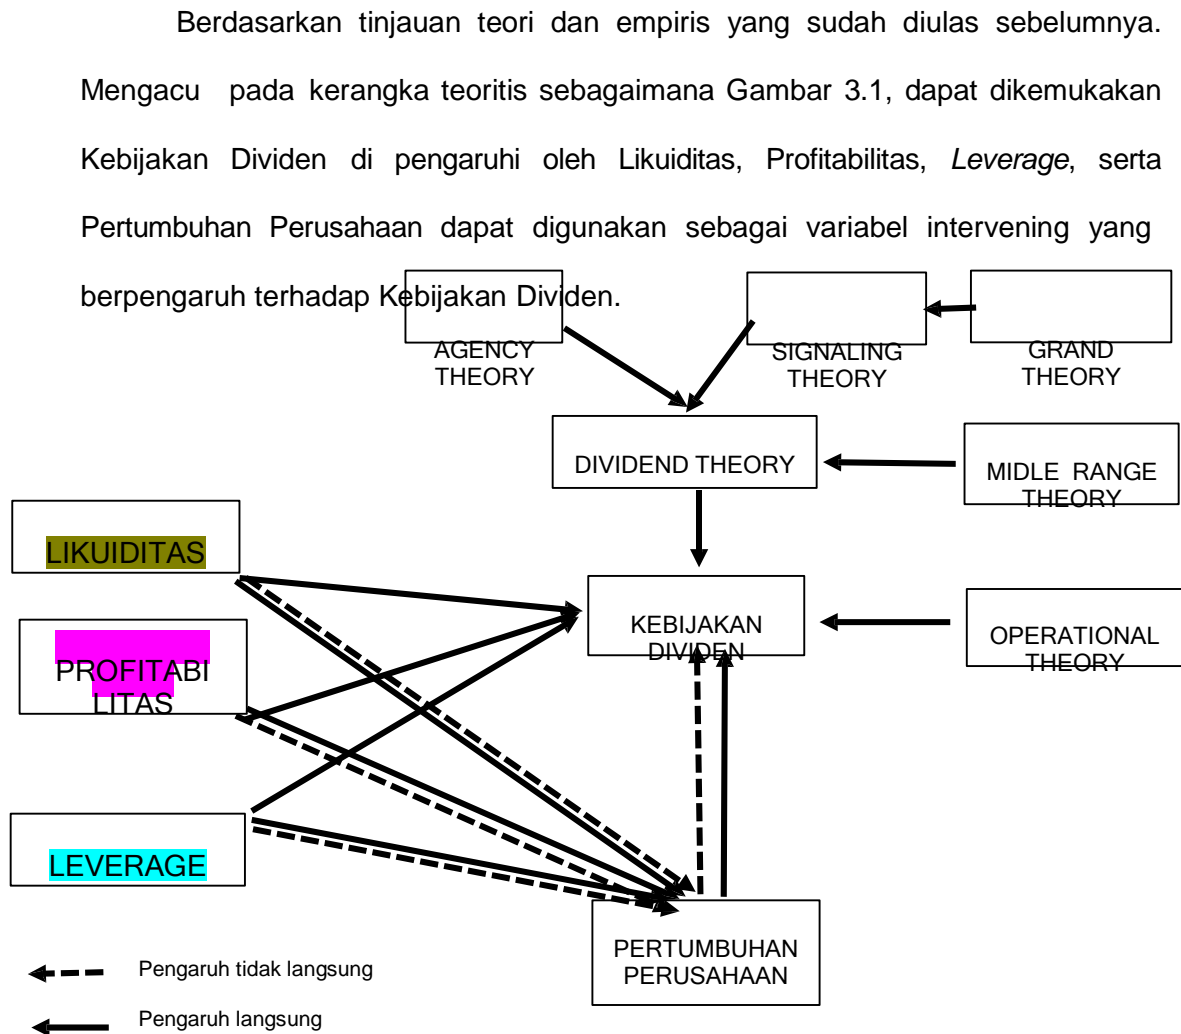 Berdasarkan tinjauan teori dan empiris yang sudah diulas sebelumnya.
Mengacu pada kerangka teoritis sebagaimana Gambar 3.1, dapat dikemukakan
Kebijakan Dividen di pengaruhi oleh Likuiditas, Profitabilitas, Leverage, serta
Pertumbuhan Perusahaan dapat digunakan sebagai variabel intervening yang
berpengaruh terhadap Kebijakan Dividen.
AGENCY
THEORY
SIGNALING
THEORY
GRAND
THEORY
DIVIDEND THEORY
MIDLE RANGE
THEORY
LIKUIDITAS
KEBIJAKAN
DIVIDEN
OPERATIONAL
THEORY
PROFITABI
LITAS
LEVERAGE
PERTUMBUHAN
PERUSAHAAN
Pengaruh tidak langsung
Pengaruh langsung